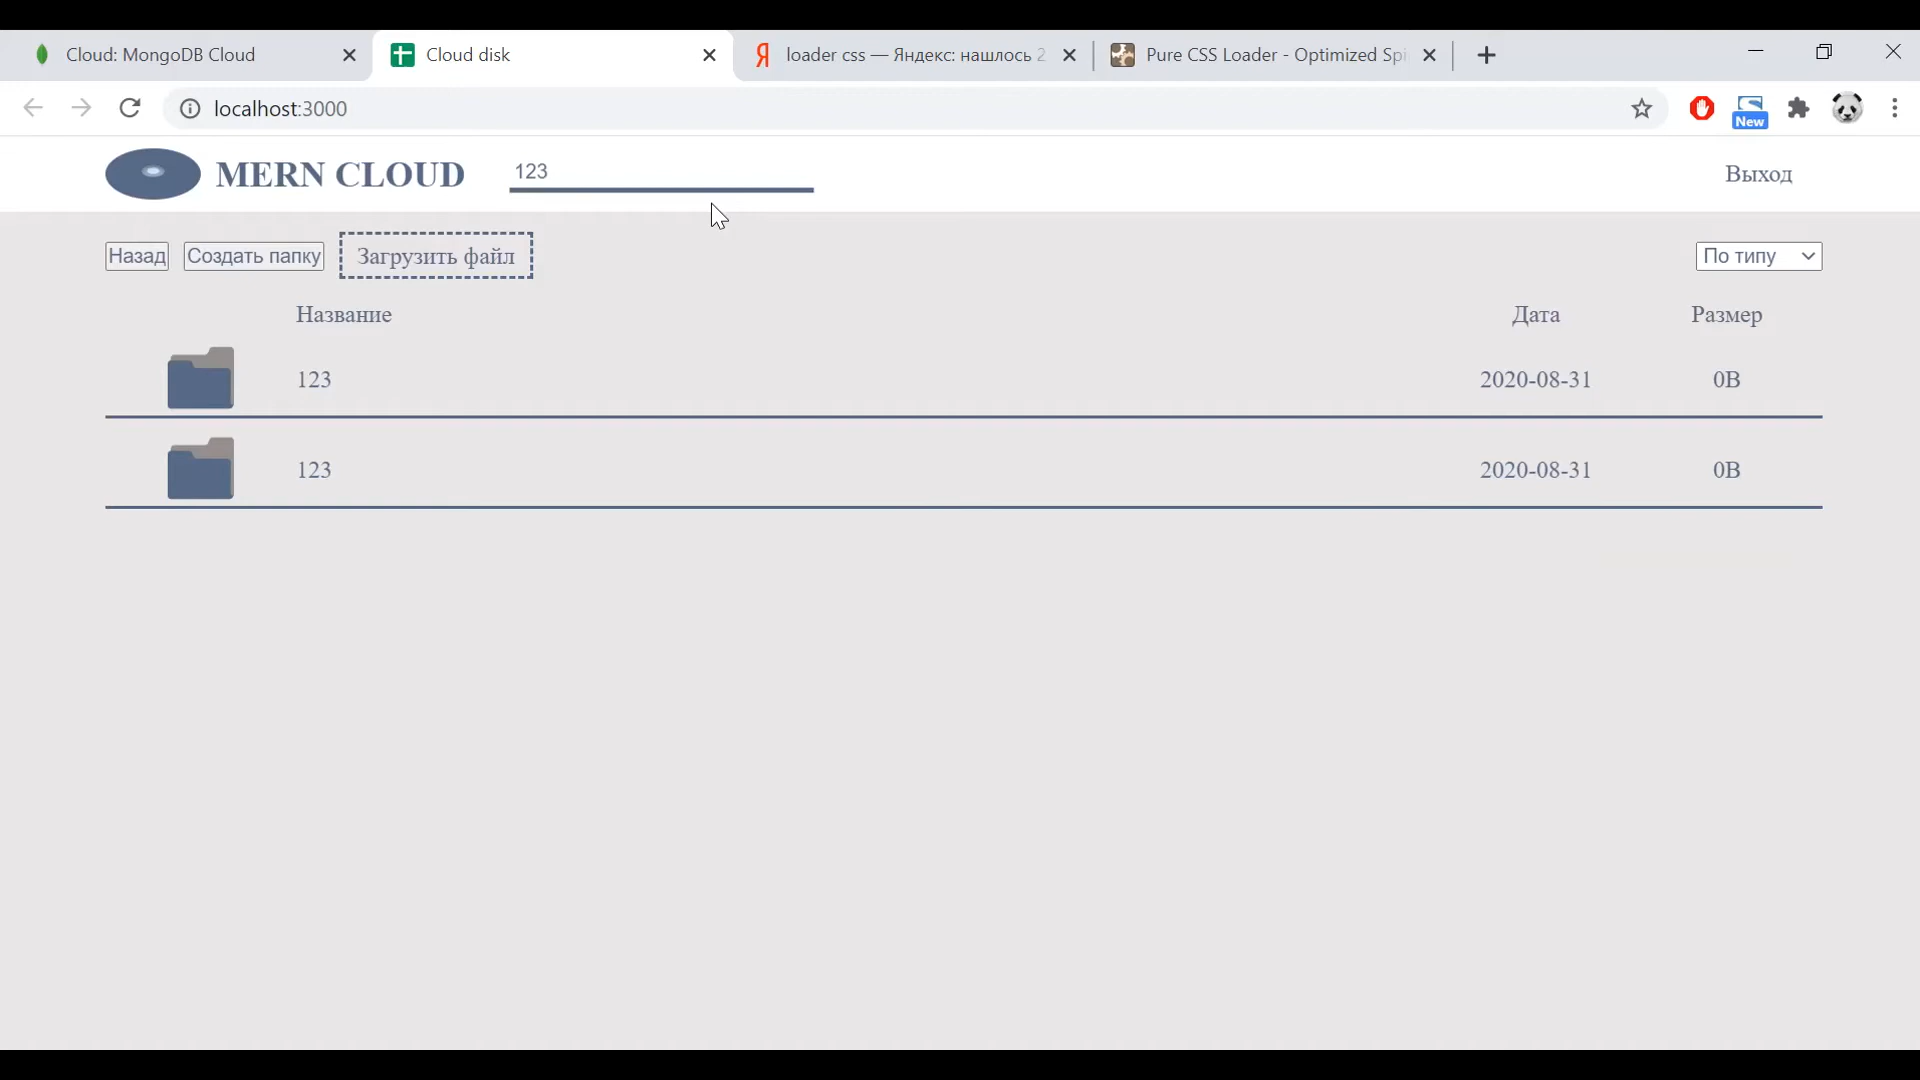 Cloud: MongoDB Cloud
Cloud disk
loader css — Яндекс: нашлось 2
Pure CSS Loader - Optimized Spi
localhost:3000
New
MERN CLOUD
123
Выход
Назад
Создать папку
Загрузить файл
По типу
Название Дата Размер
123 2020-08-31 0B
123 2020-08-31 0B